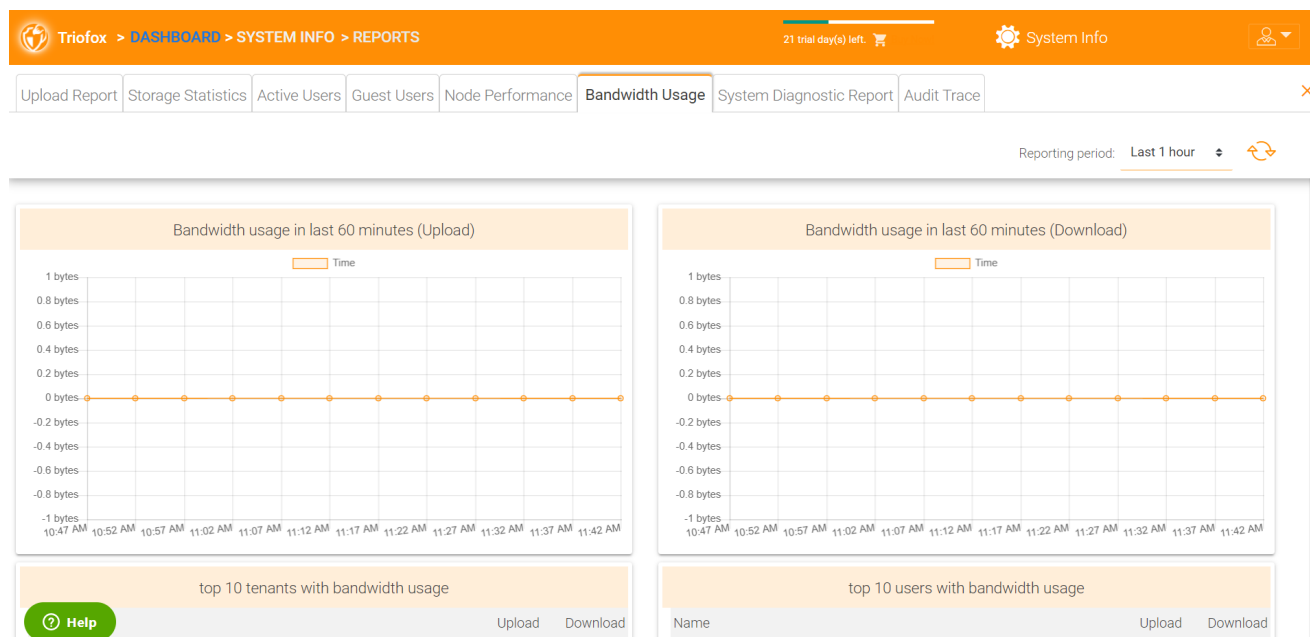 Triofox > DASHBOARD > SYSTEM INFO > REPORTS
21 trial day(s) left.
System Info
Upload Report Storage Statistics Active Users Guest Users Node Performance Bandwidth Usage System Diagnostic Report Audit Trace
Reporting period: Last 1 hour
Bandwidth usage in last 60 minutes (Upload)
Time
1 bytes
0.8 bytes
0.6 bytes
0.4 bytes
0.2 bytes
0 bytes
-0.2 bytes
-0.4 bytes
-0.6 bytes
-0.8 bytes
-1 bytes
10:47 AM 10:52 AM 10:57 AM 11:02 AM 11:07 AM 11:12 AM 11:17 AM 11:22 AM 11:27 AM 11:32 AM 11:37 AM 11:42 AM
Bandwidth usage in last 60 minutes (Download)
Time
1 bytes
0.8 bytes
0.6 bytes
0.4 bytes
0.2 bytes
0 bytes
-0.2 bytes
-0.4 bytes
-0.6 bytes
-0.8 bytes
-1 bytes
10:47 AM 10:52 AM 10:57 AM 11:02 AM 11:07 AM 11:12 AM 11:17 AM 11:22 AM 11:27 AM 11:32 AM 11:37 AM 11:42 AM
top 10 tenants with bandwidth usage
Upload Download
top 10 users with bandwidth usage
Name Upload Download
Help